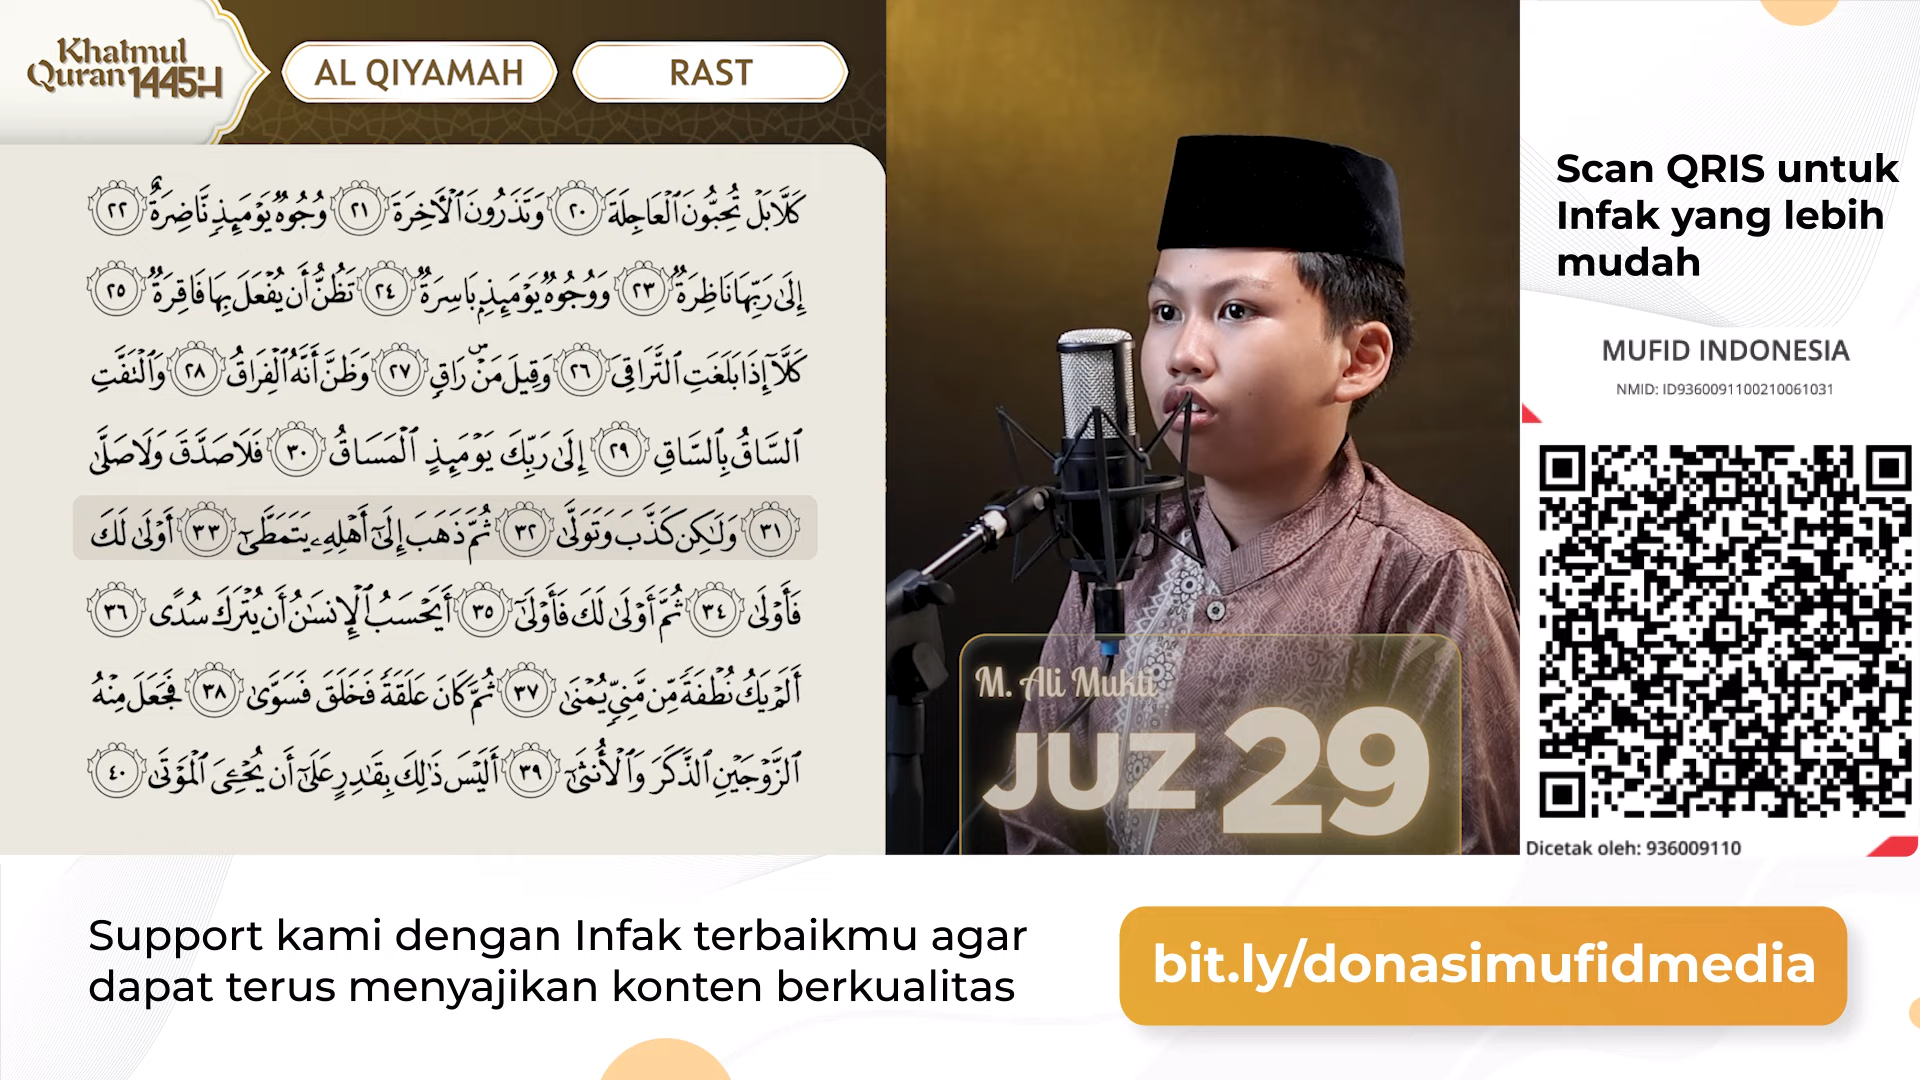 Khatmul
Quran 1445H
AL QIYAMAH
RAST
كَلَّا بَلْ تُحِبُّونَ ٱلْعَاجِلَةَ ٢٠ وَتَذَرُونَ ٱلْأَخِرَةَ ٢١ وُجُوهٌ يَوْمَئِذٍ نَّاضِرَةٌ ٢٢
إِلَىٰ رَبِّهَا نَاظِرَةٌ ٢٣ وَوُجُوهٌ يَوْمَئِذٍۭ بَاسِرَةٌ ٢٤ تَظُنُّ أَن يُفْعَلَ بِهَا فَاقِرَةٌ ٢٥
كَلَّآ إِذَا بَلَغَتِ ٱلتَّرَاقِىَ ٢٦ وَقِيلَ مَنْۜ رَاقٍ ٢٧ وَظَنَّ أَنَّهُ ٱلْفِرَاقُ ٢٨ وَٱلْتَفَّتِ
ٱلسَّاقُ بِٱلسَّاقِ ٢٩ إِلَىٰ رَبِّكَ يَوْمَئِذٍ ٱلْمَسَاقُ ٣٠ فَلَا صَدَّقَ وَلَا صَلَّىٰ
٣١ وَلَٰكِن كَذَّبَ وَتَوَلَّىٰ ٣٢ ثُمَّ ذَهَبَ إِلَىٰٓ أَهْلِهِۦ يَتَمَطَّىٰٓ ٣٣ أَوْلَىٰ لَكَ
فَأَوْلَىٰ ٣٤ ثُمَّ أَوْلَىٰ لَكَ فَأَوْلَىٰٓ ٣٥ أَيَحْسَبُ ٱلْإِنسَٰنُ أَن يُتْرَكَ سُدًى ٣٦
أَلَمْ يَكُ نُطْفَةً مِّن مَّنِىٍّ يُمْنَىٰ ٣٧ ثُمَّ كَانَ عَلَقَةً فَخَلَقَ فَسَوَّىٰ ٣٨ فَجَعَلَ مِنْهُ
ٱلزَّوْجَيْنِ ٱلذَّكَرَ وَٱلْأُنثَىٰٓ ٣٩ أَلَيْسَ ذَٰلِكَ بِقَٰدِرٍ عَلَىٰٓ أَن يُحْـِۧىَ ٱلْمَوْتَىٰ ٤٠
M. Ali Mukti
JUZ 29
Scan QRIS untuk
Infak yang lebih
mudah
MUFID INDONESIA
NMID: ID9360091100210061031
Dicetak oleh: 936009110
Support kami dengan Infak terbaikmu agar
dapat terus menyajikan konten berkualitas
bit.ly/donasimufidmedia